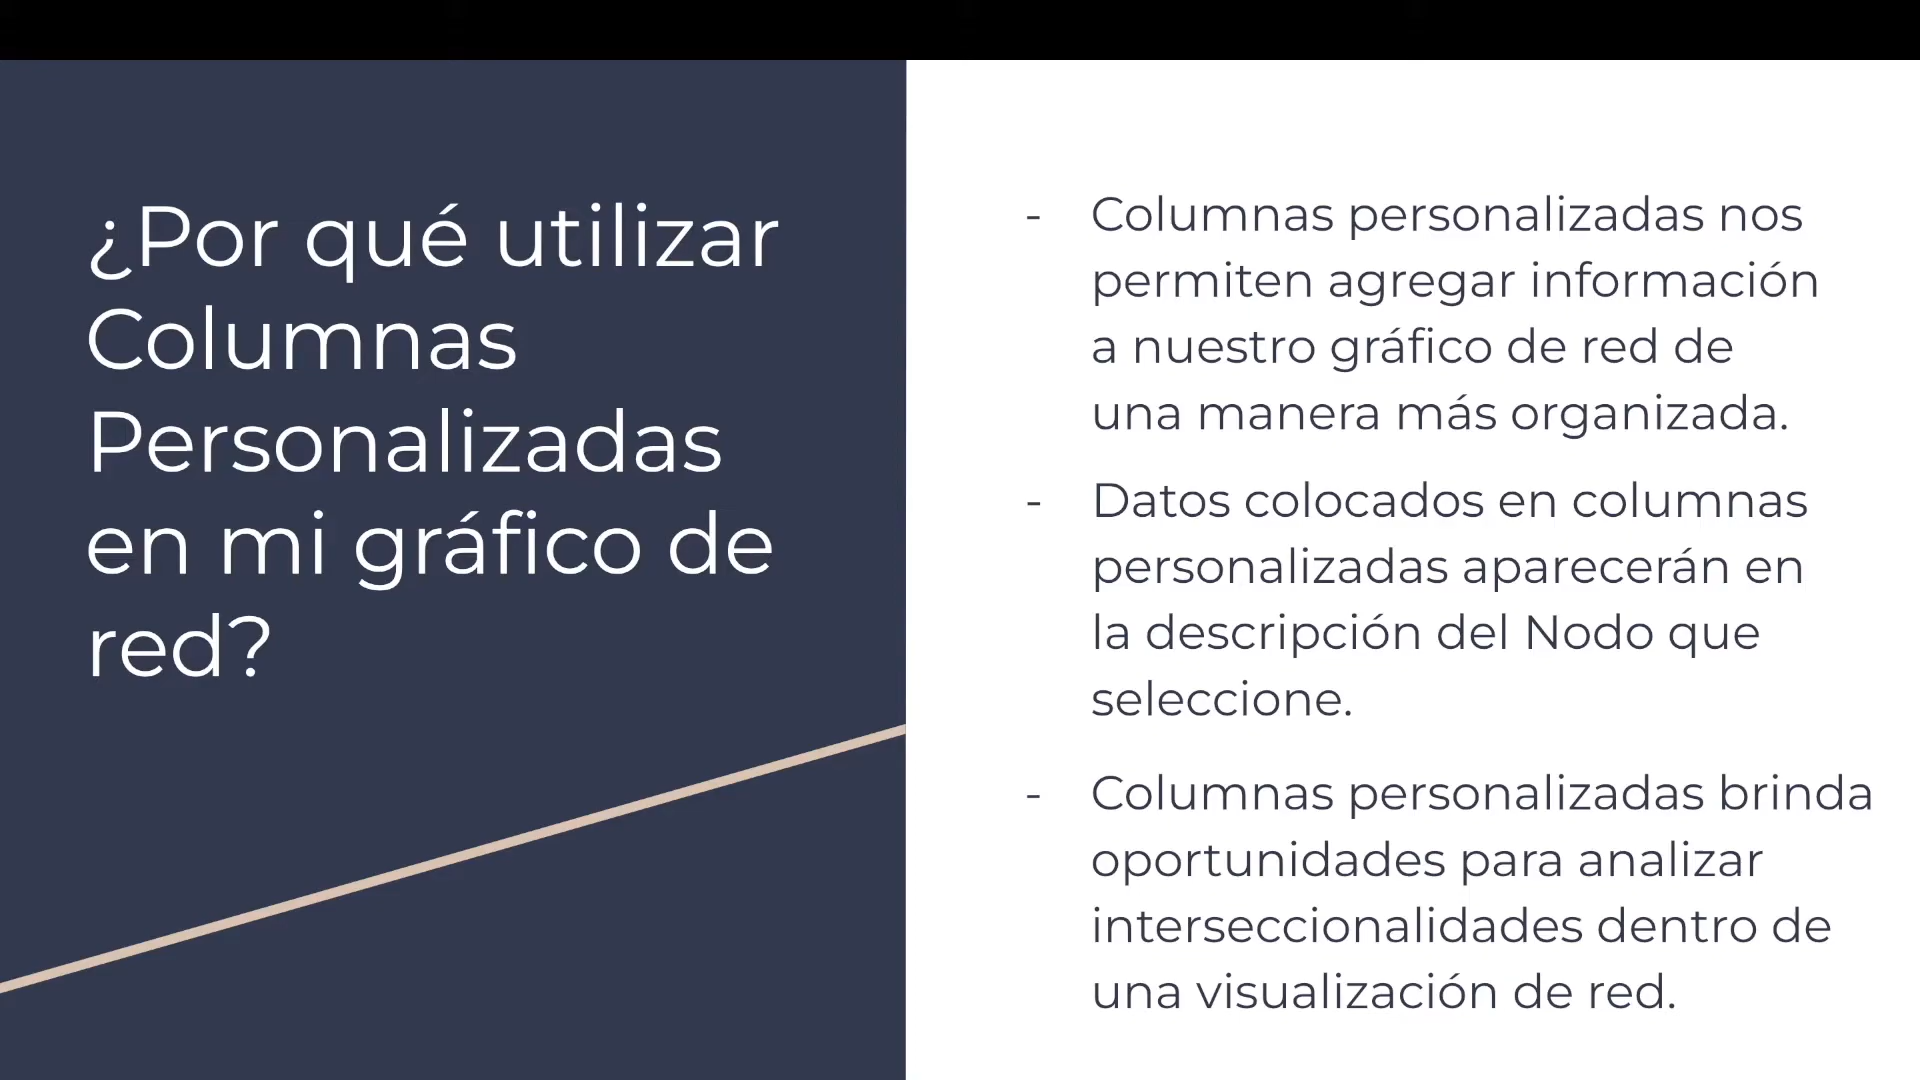 ¿Por qué utilizar
Columnas
Personalizadas
en mi gráfico de
red?
- Columnas personalizadas nos
permiten agregar información
a nuestro gráfico de red de
una manera más organizada.
- Datos colocados en columnas
personalizadas aparecerán en
la descripción del Nodo que
seleccione.
- Columnas personalizadas brinda
oportunidades para analizar
interseccionalidades dentro de
una visualización de red.